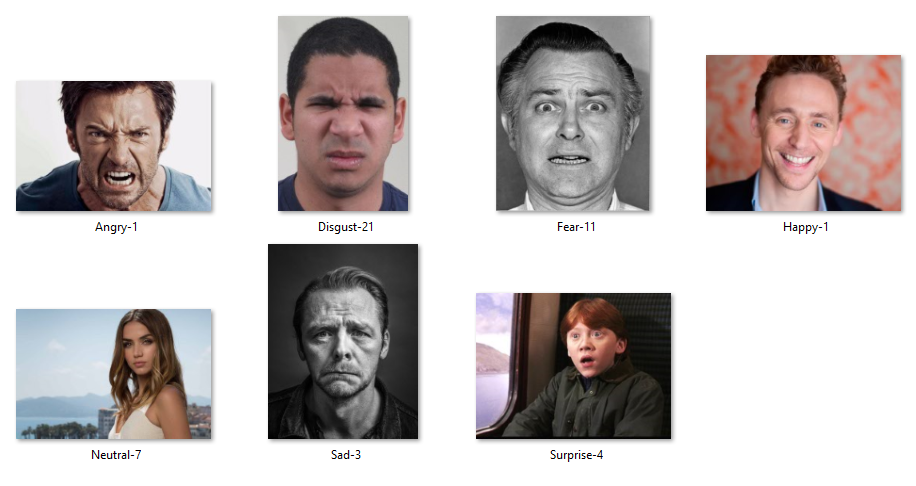 Angry-1
Disgust-21
Fear-11
Happy-1
Neutral-7
Sad-3
Surprise-4